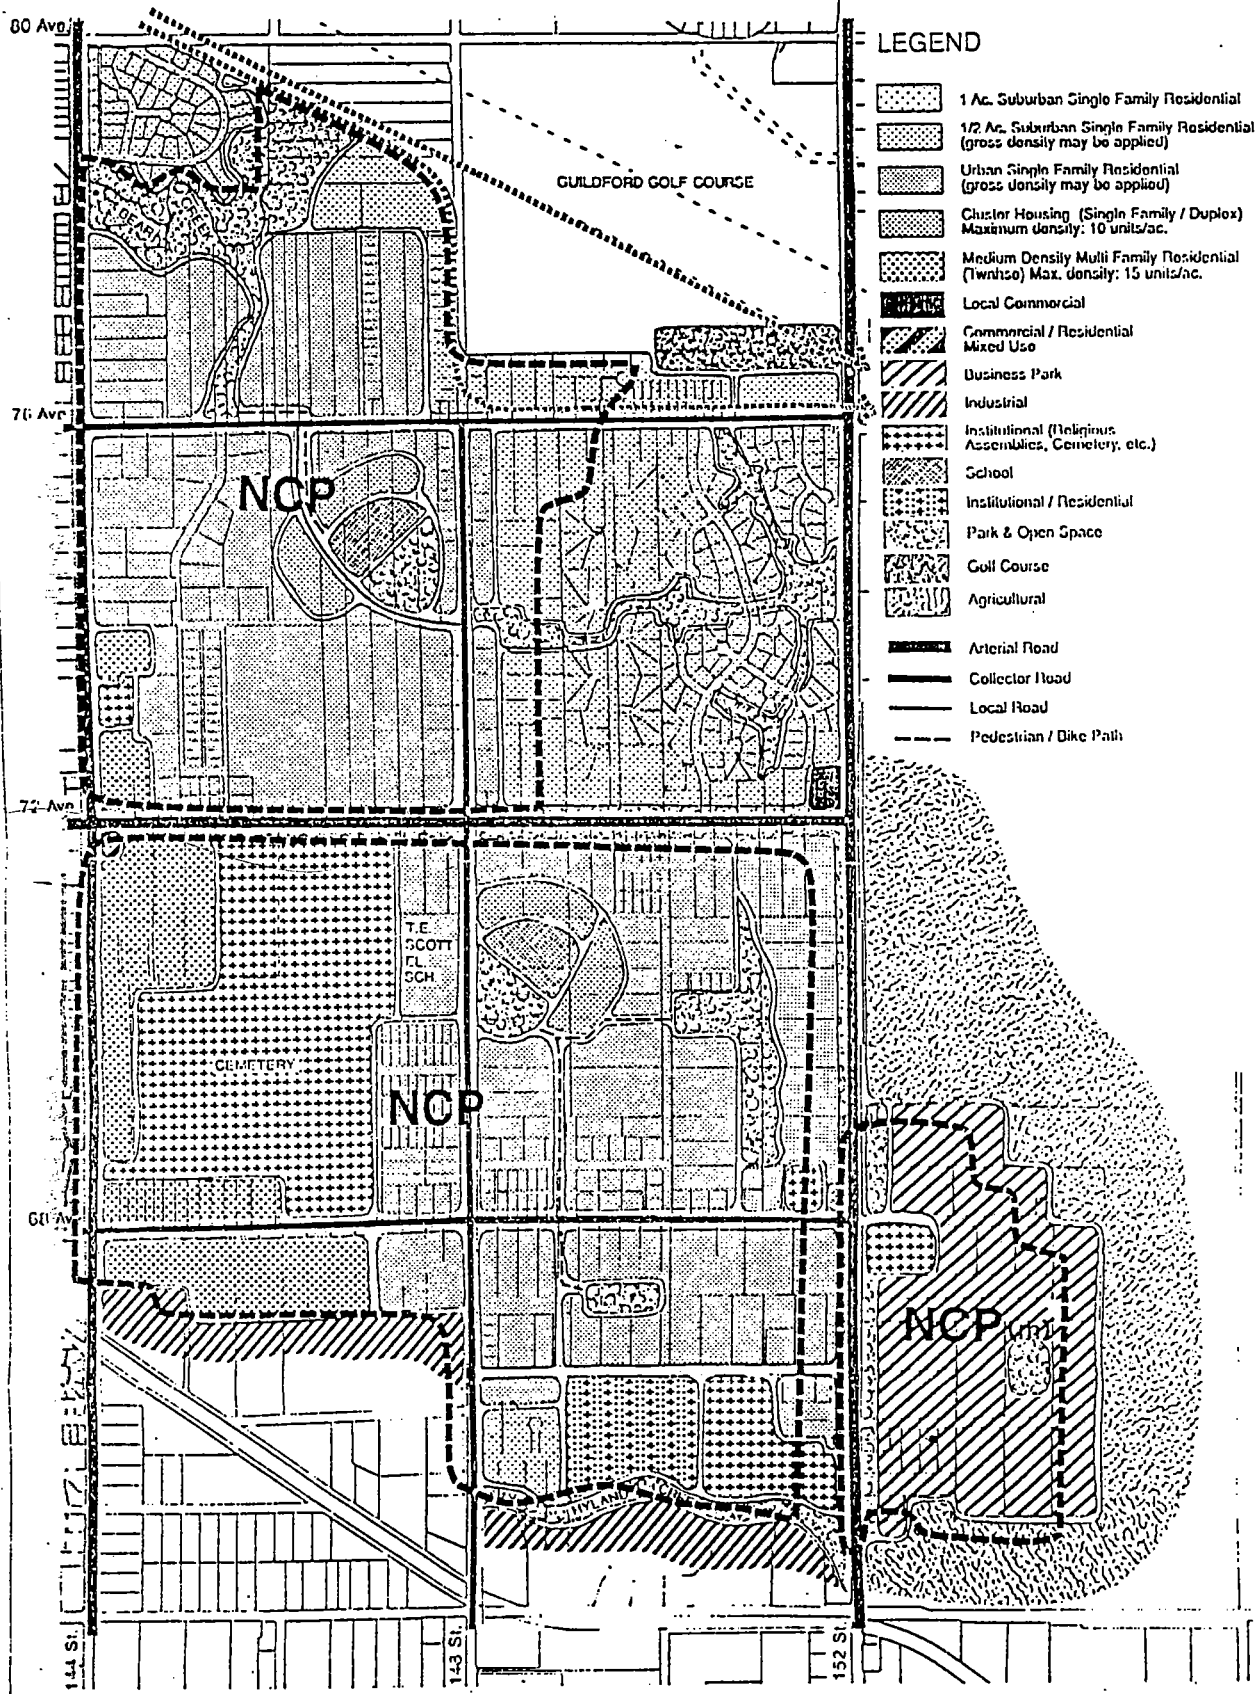 80 Ave.
LEGEND
1 Ac. Suburban Single Family Residential
1/2 Ac. Suburban Single Family Residential
(gross density may be applied)
GUILDFORD GOLF COURSE
Urban Single Family Residential
(gross density may be applied)
BEAR CREEK
Cluster Housing (Single Family / Duplex)
Maximum density: 10 units/ac.
Medium Density Multi Family Residential
(Twnhse) Max. density: 15 units/ac.
Local Commercial
Commercial / Residential
Mixed Use
Business Park
Industrial
76 Ave
Institutional (Religious
Assemblies, Cemetery, etc.)
School
NCP
Institutional / Residential
Park & Open Space
Golf Course
Agricultural
Arterial Road
Collector Road
Local Road
Pedestrian / Bike Path
72 Ave
T.E.
SCOTT
EL.
SCH.
CEMETERY
NCP
68 Av
NCP
HYLAND
144 St.
148 St.
152 St.